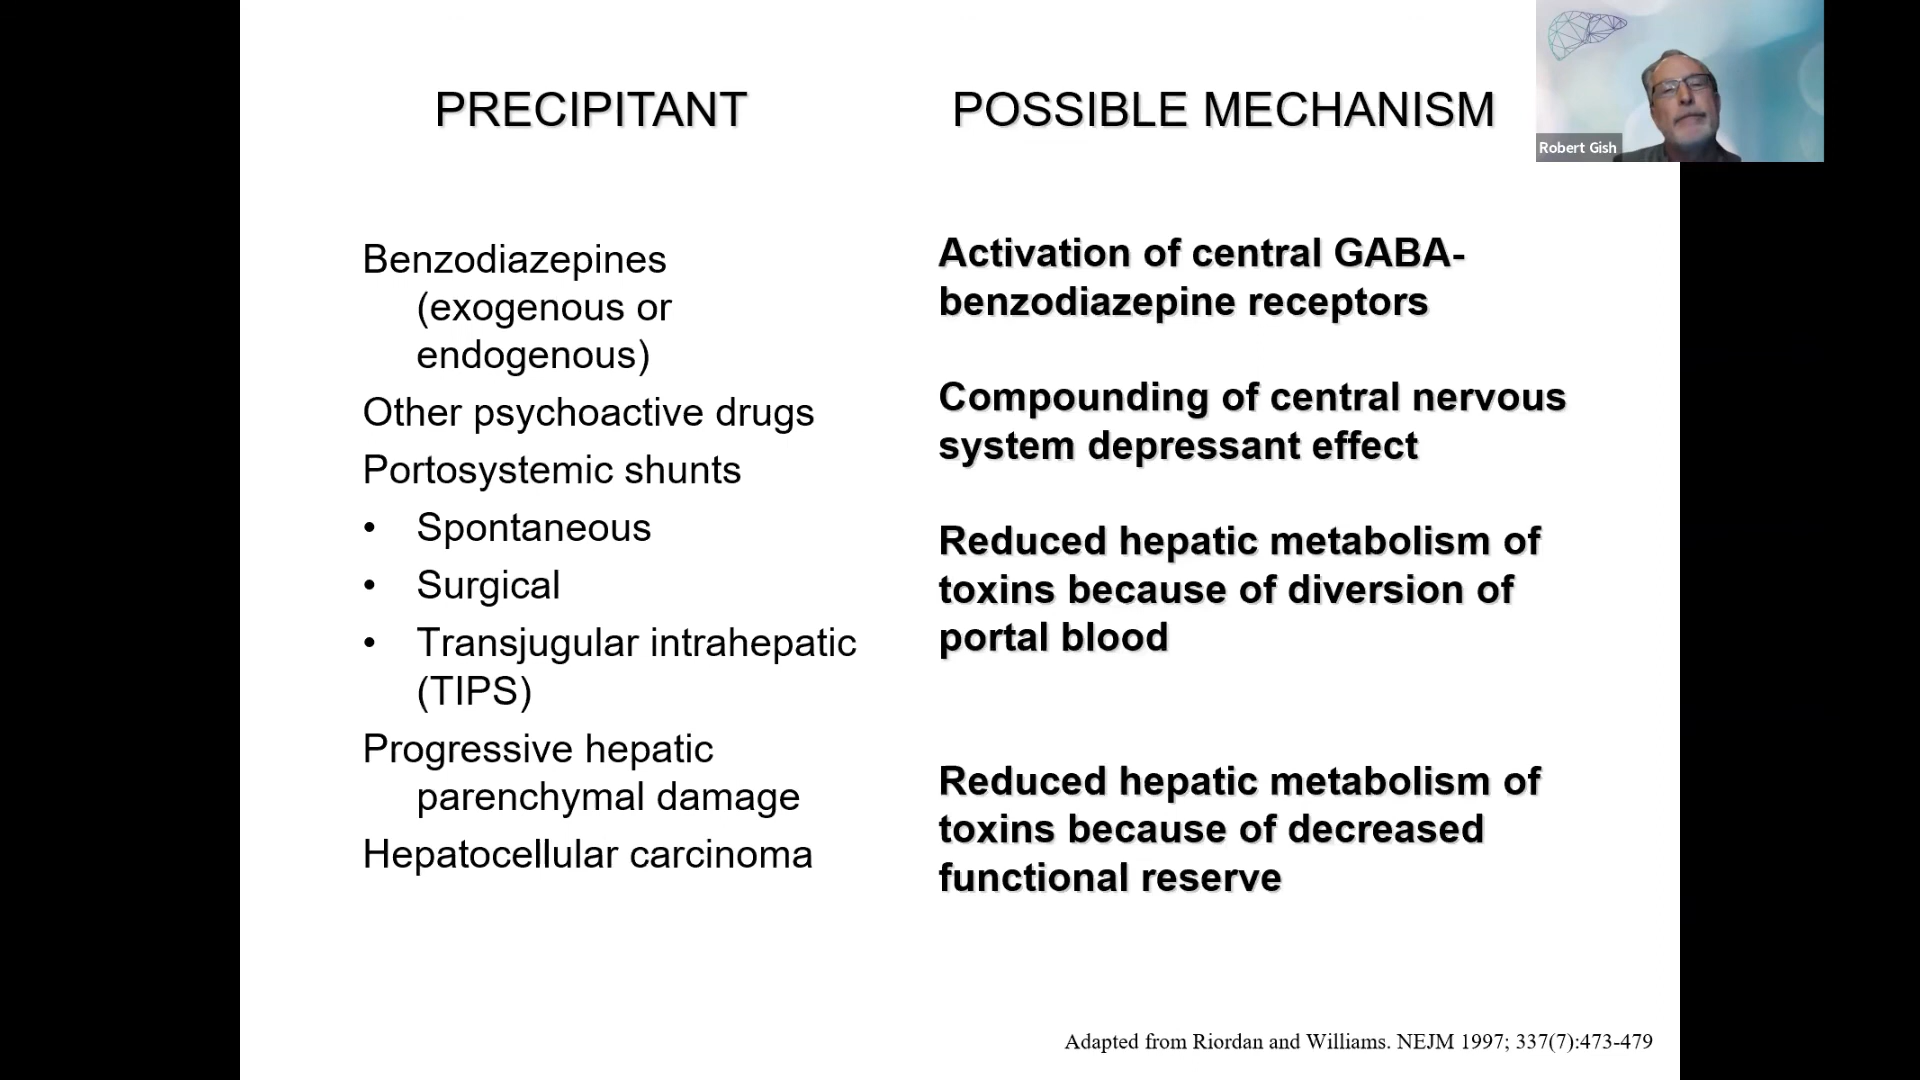 PRECIPITANT
POSSIBLE MECHANISM
Robert Gish
Benzodiazepines
(exogenous or
endogenous)
Other psychoactive drugs
Portosystemic shunts
• Spontaneous
• Surgical
• Transjugular intrahepatic
(TIPS)
Progressive hepatic
parenchymal damage
Hepatocellular carcinoma
Activation of central GABA-
benzodiazepine receptors
Compounding of central nervous
system depressant effect
Reduced hepatic metabolism of
toxins because of diversion of
portal blood
Reduced hepatic metabolism of
toxins because of decreased
functional reserve
Adapted from Riordan and Williams. NEJM 1997; 337(7):473-479